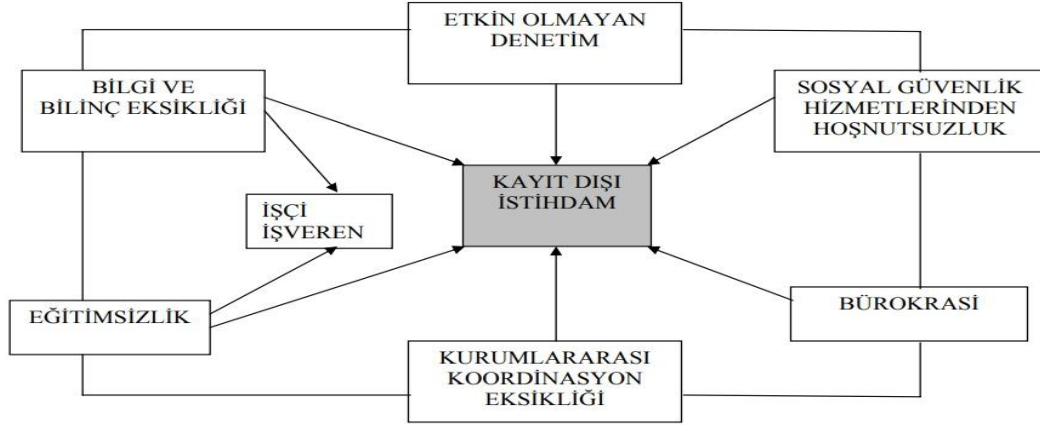 ETKİN OLMAYAN
DENETİM
BİLGİ VE
BİLİNÇ EKSİKLİĞİ
SOSYAL GÜVENLİK
HİZMETLERİNDEN
HOŞNUTSUZLUK
KAYIT DIŞI
İSTİHDAM
İŞÇİ
İŞVEREN
EĞİTİMSİZLİK
BÜROKRASİ
KURUMLARARASI
KOORDİNASYON
EKSİKLİĞİ